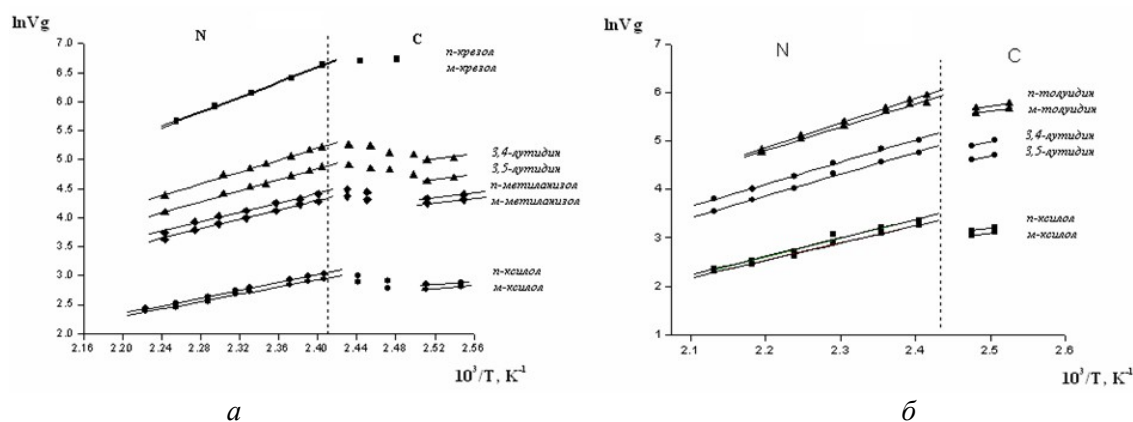 lnVg
N
C
7.0
6.5
6.0
5.5
5.0
4.5
4.0
3.5
3.0
2.5
2.0
2.16
2.20
2.24
2.28
2.32
2.36
2.40
2.44
2.48
2.52
2.56
10³/T, K⁻¹
п-крезол
м-крезол
3,4-лутидин
3,5-лутидин
п-метиланизол
м-метиланизол
п-ксилол
м-ксилол
а
lnVg
N
C
7
6
5
4
3
2
1
2.1
2.2
2.3
2.4
2.5
2.6
10³/T, K⁻¹
п-толуидин
м-толуидин
3,4-лутидин
3,5-лутидин
п-ксилол
м-ксилол
б